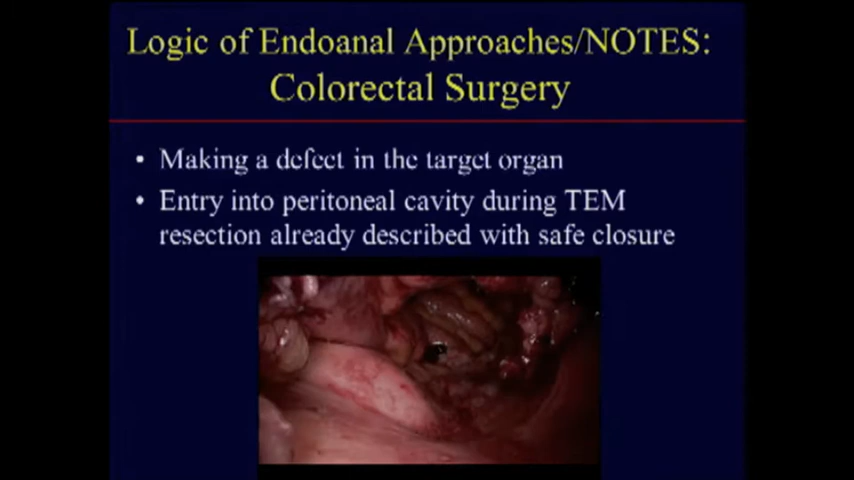 Logic of Endoanal Approaches/NOTES:
Colorectal Surgery
• Making a defect in the target organ
• Entry into peritoneal cavity during TEM
resection already described with safe closure